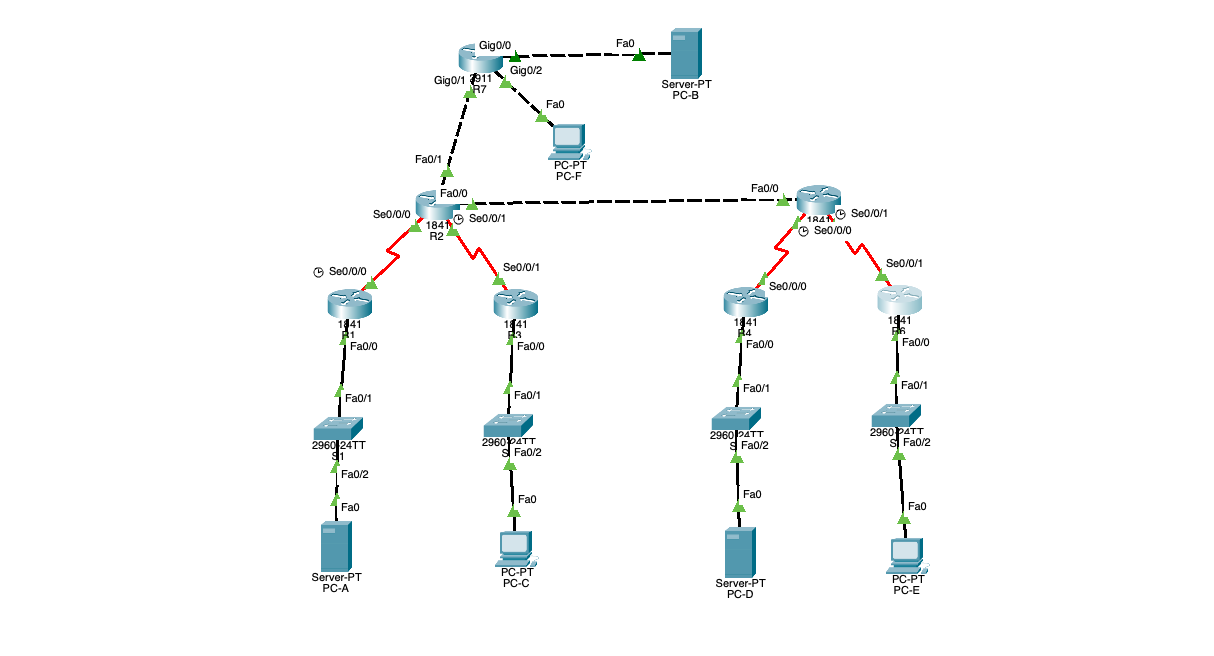 Gig0/0
Fa0
Gig0/1
2911
R7
Gig0/2
Server-PT
PC-B
Fa0
PC-PT
PC-F
Fa0/1
Fa0/0
Fa0/0
Se0/0/0
1841
R2
Se0/0/1
1841
Se0/0/1
Se0/0/0
Se0/0/0
Se0/0/1
Se0/0/0
Se0/0/1
1841
R1
Fa0/0
1841
R3
Fa0/0
1841
R4
Fa0/0
1841
R6
Fa0/0
Fa0/1
Fa0/1
Fa0/1
Fa0/1
2960-24TT
S1
Fa0/2
2960-24TT
Fa0/2
2960-24TT
Fa0/2
2960-24TT
Fa0/2
Fa0
Fa0
Fa0
Fa0
Server-PT
PC-A
PC-PT
PC-C
Server-PT
PC-D
PC-PT
PC-E